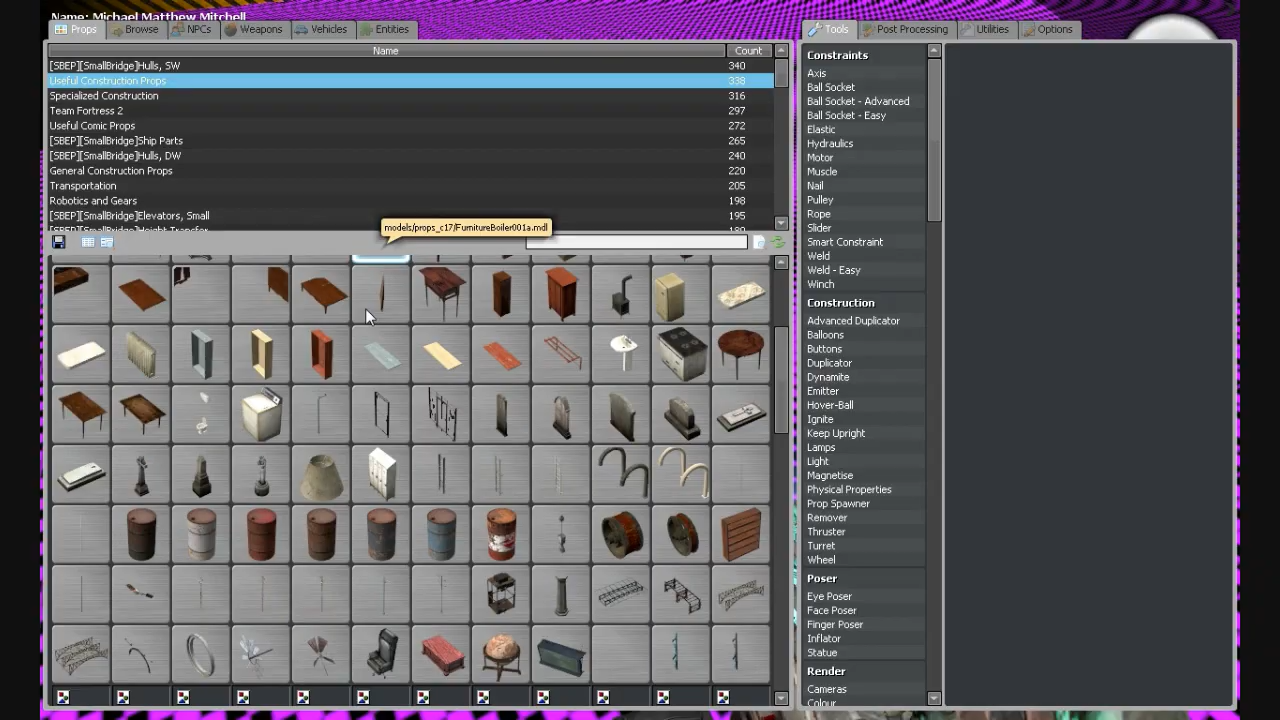 Name: Michael Matthew Mitchell
Props Browse NPCs Weapons Vehicles Entities
Name Count
[SBEP][SmallBridge]Hulls, SW 340
Useful Construction Props 338
Specialized Construction 316
Team Fortress 2 297
Useful Comic Props 272
[SBEP][SmallBridge]Ship Parts 265
[SBEP][SmallBridge]Hulls, DW 240
General Construction Props 220
Transportation 205
Robotics and Gears 198
[SBEP][SmallBridge]Elevators, Small 195
[SBEP][SmallBridge]Height Transfer 180
models/props_c17/FurnitureBoiler001a.mdl
Tools Post Processing Utilities Options
Constraints
Axis
Ball Socket
Ball Socket - Advanced
Ball Socket - Easy
Elastic
Hydraulics
Motor
Muscle
Nail
Pulley
Rope
Slider
Smart Constraint
Weld
Weld - Easy
Winch
Construction
Advanced Duplicator
Balloons
Buttons
Duplicator
Dynamite
Emitter
Hover-Ball
Ignite
Keep Upright
Lamps
Light
Magnetise
Physical Properties
Prop Spawner
Remover
Thruster
Turret
Wheel
Poser
Eye Poser
Face Poser
Finger Poser
Inflator
Statue
Render
Cameras
Colour